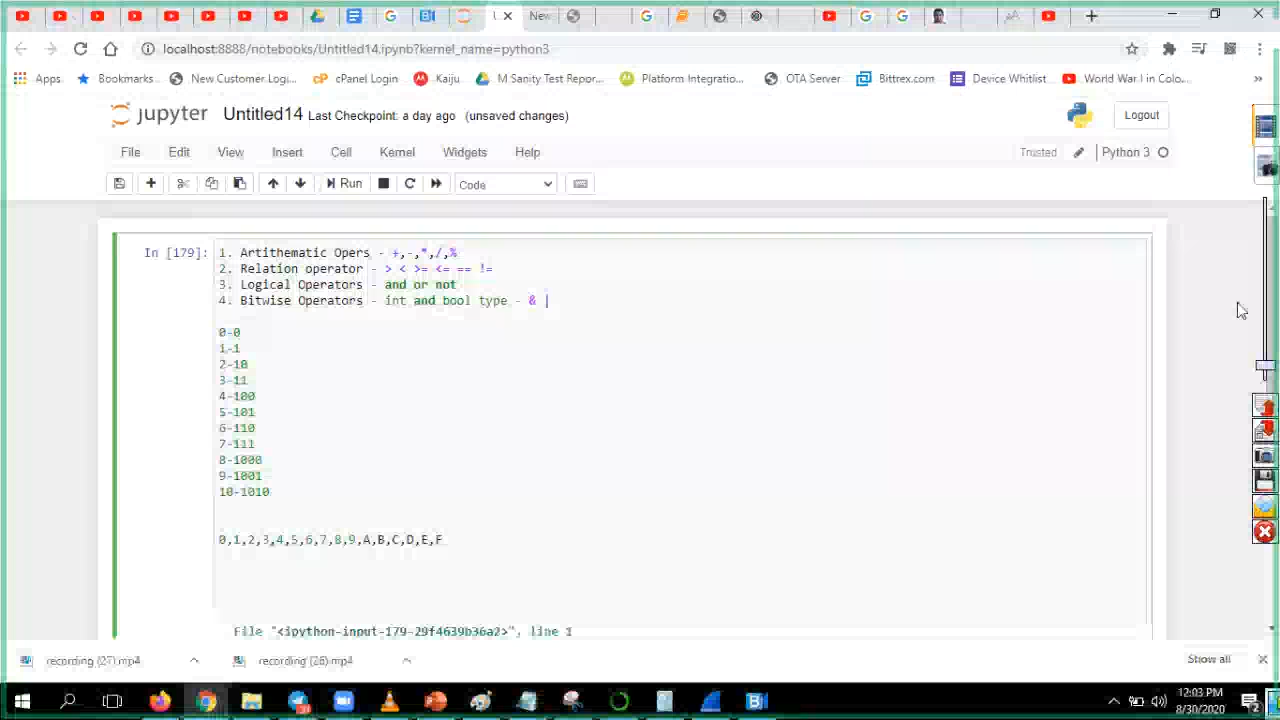 New
localhost:8888/notebooks/Untitled14.ipynb?kernel_name=python3
Apps Bookmarks New Customer Logi... cPanel Login Kaiju M Sanity Test Repor... Platform Integratio... OTA Server Bittrex.com Device Whitlist World War I in Colo... »
jupyter Untitled14 Last Checkpoint: a day ago (unsaved changes) Logout
File Edit View Insert Cell Kernel Widgets Help Trusted Python 3
Run Code
In [179]: 1. Artithematic Opers - +,-,*,/,%
2. Relation operator - > < >= <= == !=
3. Logical Operators - and or not
4. Bitwise Operators - int and bool type - & |
0-0
1-1
2-10
3-11
4-100
5-101
6-110
7-111
8-1000
9-1001
10-1010
0,1,2,3,4,5,6,7,8,9,A,B,C,D,E,F
File "<ipython-input-179-29f4639b36a2>", line 1
recording (27).mp4 recording (26).mp4 Show all
12:03 PM
8/30/2020